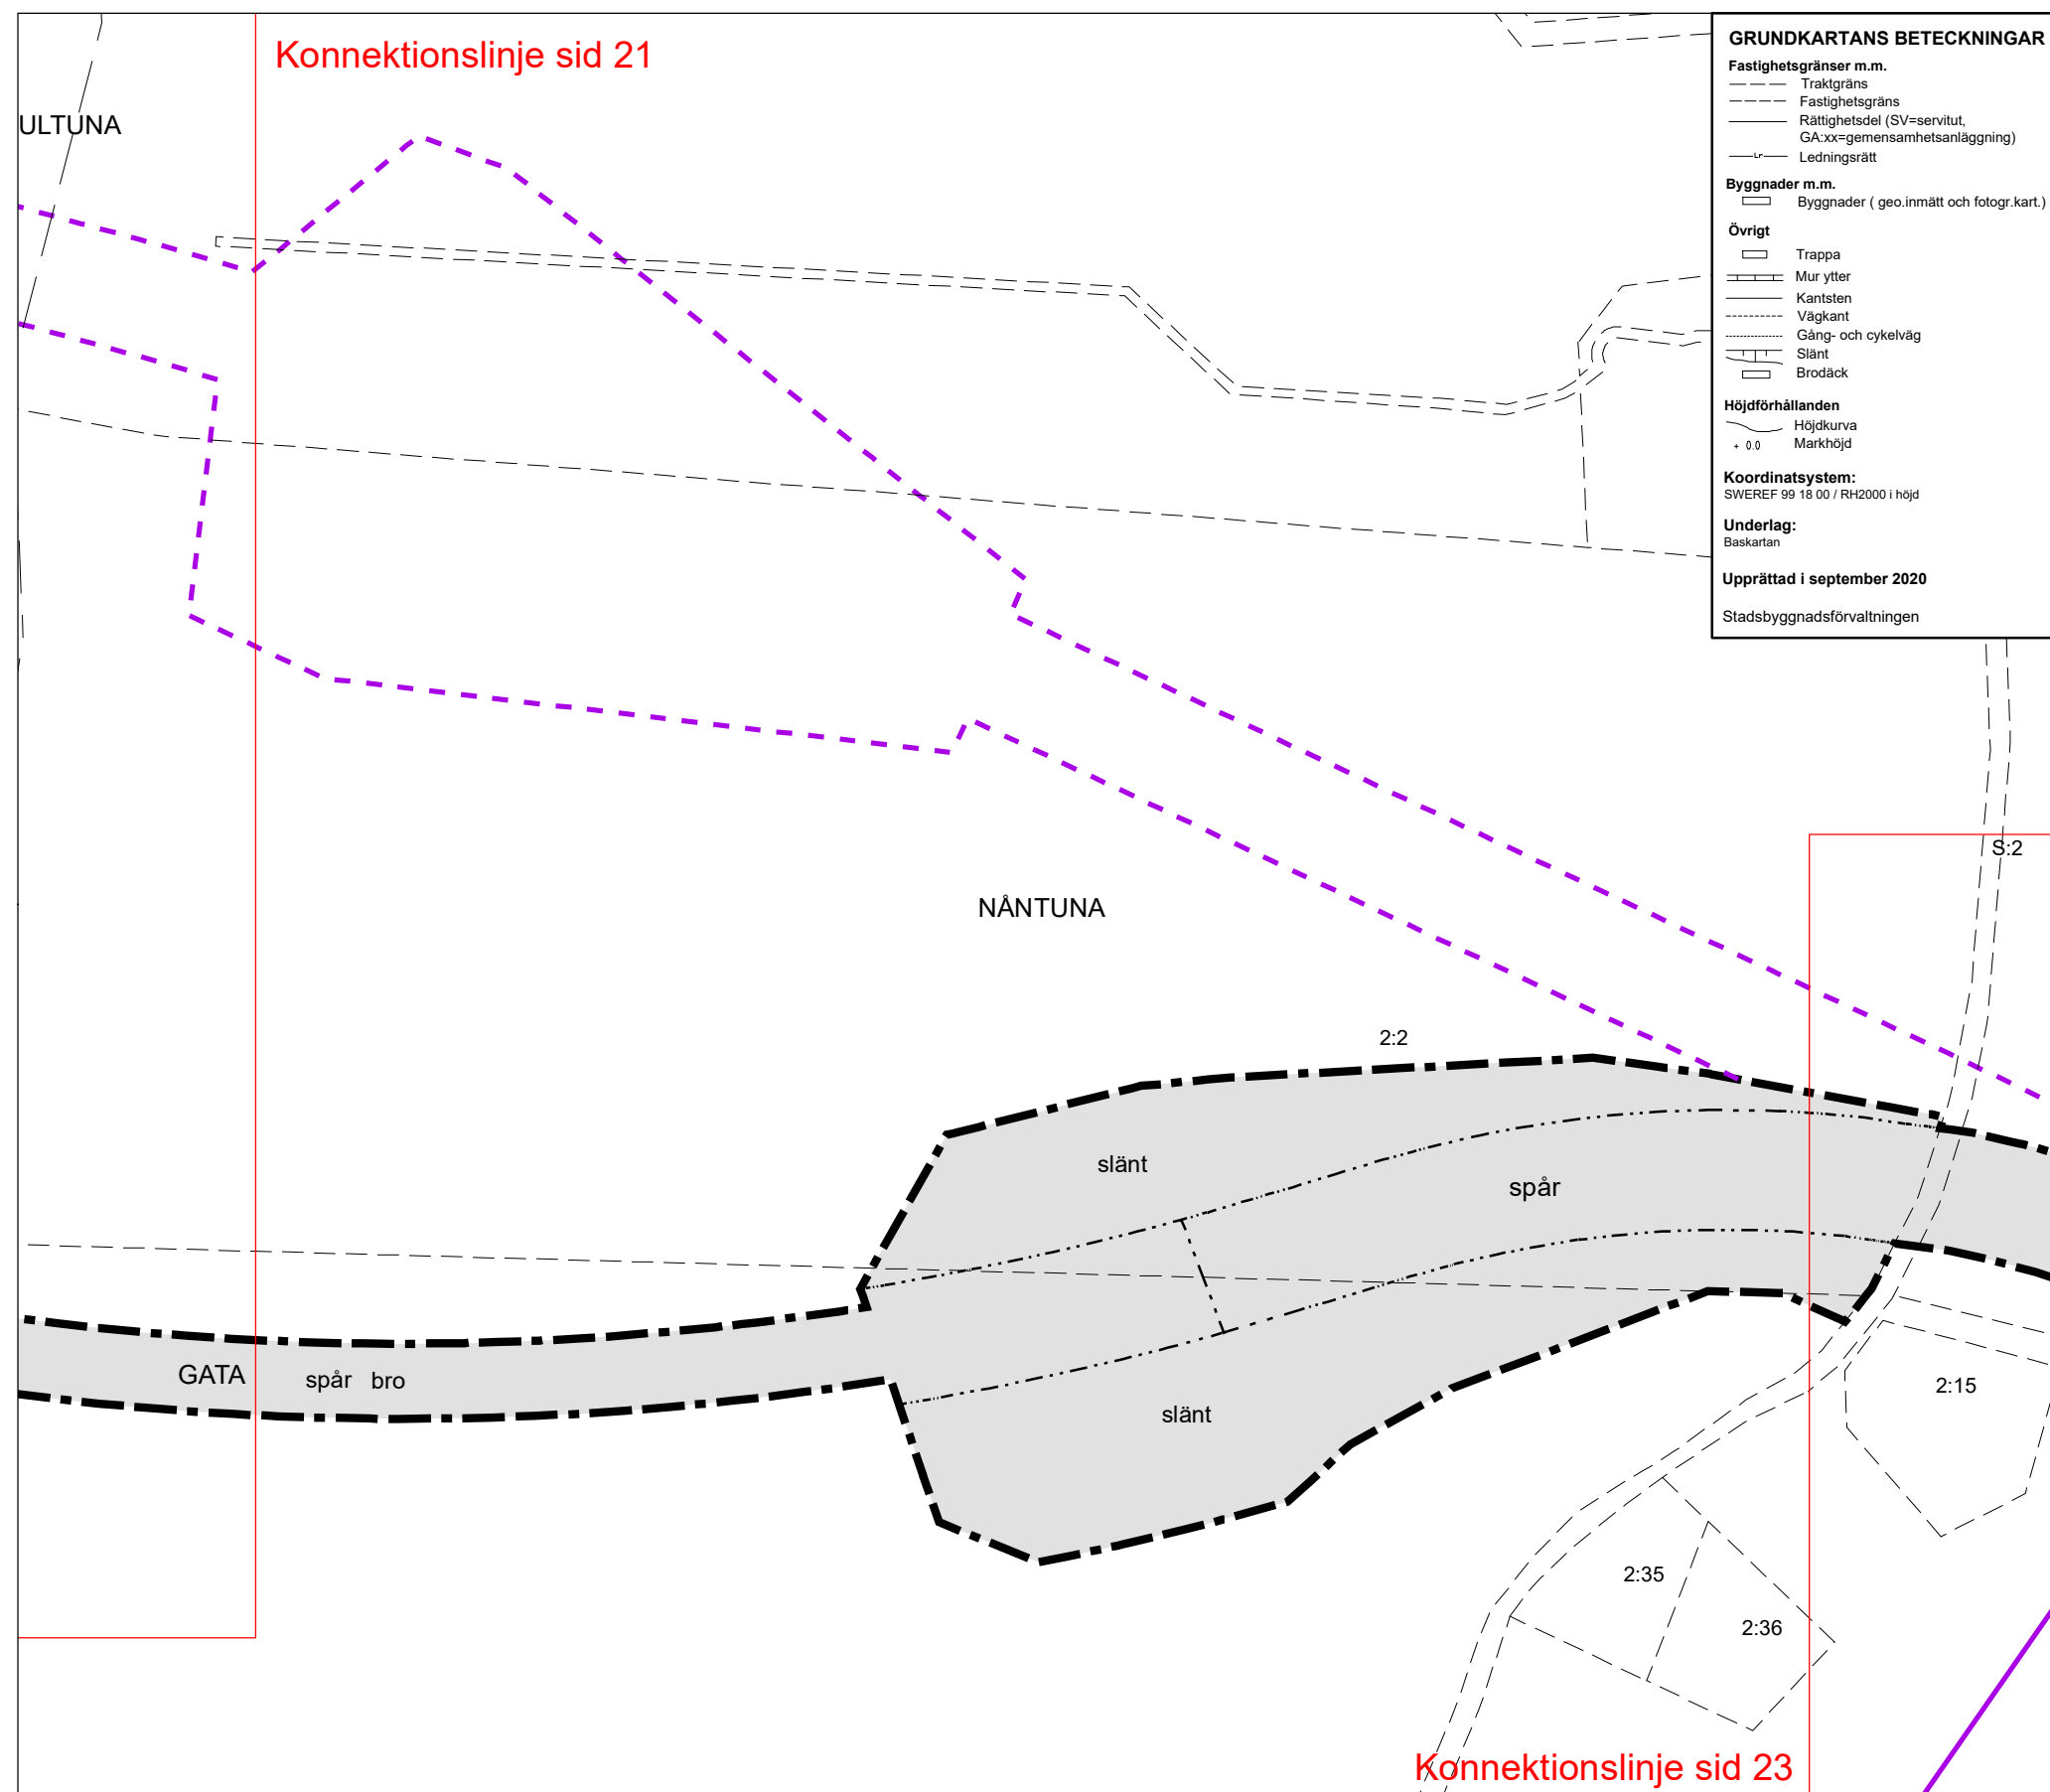 Konnektionslinje sid 21
ULTUNA
GRUNDKARTANS BETECKNINGAR
Fastighetsgränser m.m.
Traktgräns
Fastighetsgräns
Rättighetsdel (SV=servitut,
GA:xx=gemensamhetsanläggning)
Lr
Ledningsrätt
Byggnader m.m.
Byggnader ( geo.inmätt och fotogr.kart.)
Övrigt
Trappa
Mur ytter
Kantsten
Vägkant
Gång- och cykelväg
Slänt
Brodäck
Höjdförhållanden
Höjdkurva
+ 0.0 Markhöjd
Koordinatsystem:
SWEREF 99 18 00 / RH2000 i höjd
Underlag:
Baskartan
Upprättad i september 2020
Stadsbyggnadsförvaltningen
S:2
NÅNTUNA
2:2
slänt
spår
GATA spår bro
slänt
2:15
2:35
2:36
Konnektionslinje sid 23